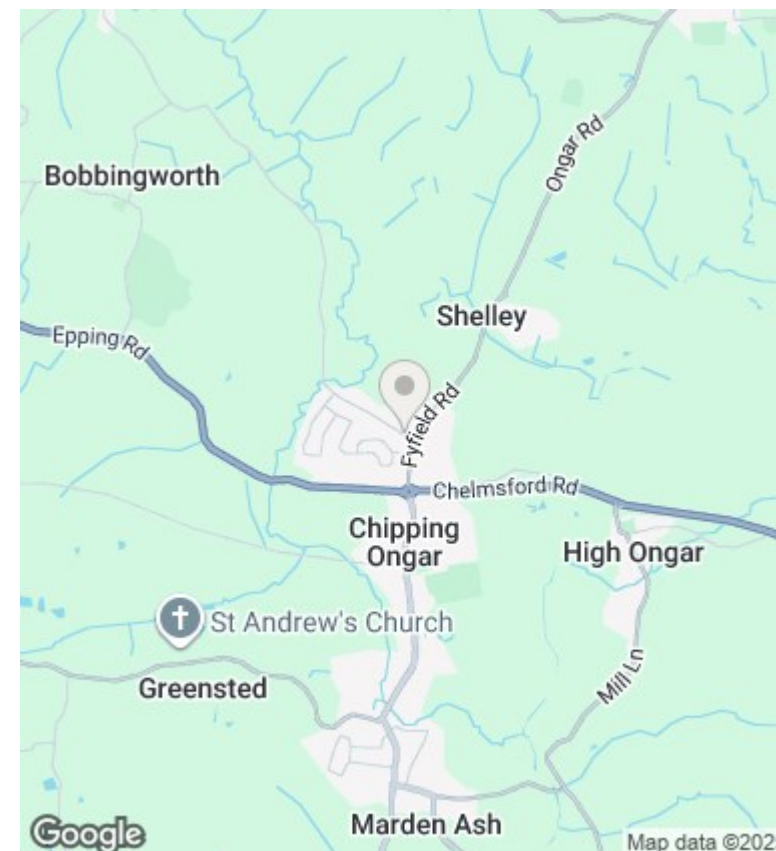 Ongar Rd
Bobbingworth
Shelley
Epping Rd
Fyfield Rd
Chelmsford Rd
Chipping
Ongar
High Ongar
St Andrew's Church
Mill Ln
Greensted
Marden Ash
Google
Map data ©202